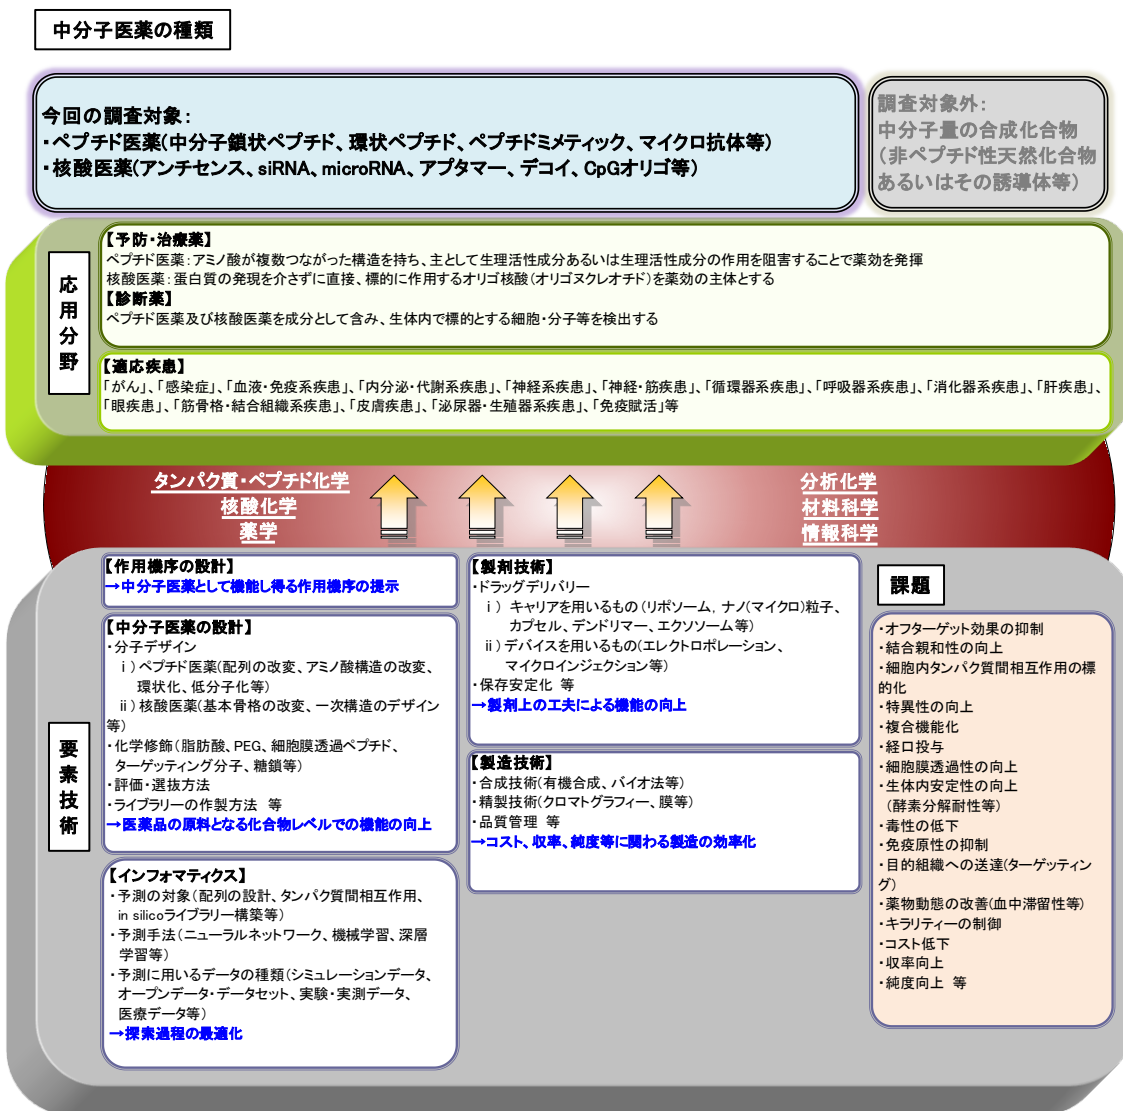 中分子医薬の種類
今回の調査対象：
・ペプチド医薬(中分子鎖状ペプチド、環状ペプチド、ペプチドミメティック、マイクロ抗体等)
・核酸医薬(アンチセンス、siRNA、microRNA、アプタマー、デコイ、CpGオリゴ等)
調査対象外：
中分子量の合成化合物
（非ペプチド性天然化合物
あるいはその誘導体等）
応用分野
【予防・治療薬】
ペプチド医薬：アミノ酸が複数つながった構造を持ち、主として生理活性成分あるいは生理活性成分の作用を阻害することで薬効を発揮
核酸医薬：蛋白質の発現を介さずに直接、標的に作用するオリゴ核酸（オリゴヌクレオチド）を薬効の主体とする
【診断薬】
ペプチド医薬及び核酸医薬を成分として含み、生体内で標的とする細胞・分子等を検出する
【適応疾患】
「がん」、「感染症」、「血液・免疫系疾患」、「内分泌・代謝系疾患」、「神経系疾患」、「神経・筋疾患」、「循環器系疾患」、「呼吸器系疾患」、「消化器系疾患」、「肝疾患」、
「眼疾患」、「筋骨格・結合組織系疾患」、「皮膚疾患」、「泌尿器・生殖器系疾患」、「免疫賦活」等
タンパク質・ペプチド化学
核酸化学
薬学
分析化学
材料科学
情報科学
要素技術
【作用機序の設計】
→中分子医薬として機能し得る作用機序の提示
【中分子医薬の設計】
・分子デザイン
ⅰ）ペプチド医薬（配列の改変、アミノ酸構造の改変、
環状化、低分子化等）
ⅱ）核酸医薬（基本骨格の改変、一次構造のデザイン
等）
・化学修飾（脂肪酸、PEG、細胞膜透過ペプチド、
ターゲッティング分子、糖鎖等）
・評価・選抜方法
・ライブラリーの作製方法　等
→医薬品の原料となる化合物レベルでの機能の向上
【インフォマティクス】
・予測の対象（配列の設計、タンパク質間相互作用、
in silicoライブラリー構築等）
・予測手法（ニューラルネットワーク、機械学習、深層
学習等）
・予測に用いるデータの種類（シミュレーションデータ、
オープンデータ・データセット、実験・実測データ、
医療データ等）
→探索過程の最適化
【製剤技術】
・ドラッグデリバリー
ⅰ） キャリアを用いるもの（リポソーム，ナノ（マイクロ）粒子、
カプセル、デンドリマー、エクソソーム等）
ⅱ）デバイスを用いるもの（エレクトロポレーション、
マイクロインジェクション等）
・保存安定化 等
→製剤上の工夫による機能の向上
【製造技術】
・合成技術（有機合成、バイオ法等）
・精製技術（クロマトグラフィー、膜等）
・品質管理 等
→コスト、収率、純度等に関わる製造の効率化
課題
・オフターゲット効果の抑制
・結合親和性の向上
・細胞内タンパク質間相互作用の標
的化
・特異性の向上
・複合機能化
・経口投与
・細胞膜透過性の向上
・生体内安定性の向上
（酵素分解耐性等）
・毒性の低下
・免疫原性の抑制
・目的組織への送達（ターゲッティン
グ）
・薬物動態の改善（血中滞留性等）
・キラリティーの制御
・コスト低下
・収率向上
・純度向上 等